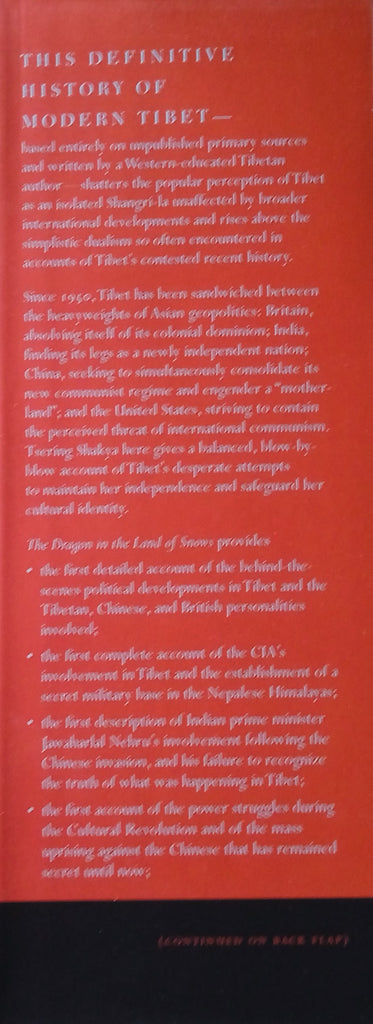 THIS DEFINITIVE
HISTORY OF
MODERN TIBET—
based entirely on unpublished primary sources
and written by a Western-educated Tibetan
author—shatters the popular perception of Tibet
as an isolated Shangri-la unaffected by broader
international developments and rises above the
simplistic dualism so often encountered in
accounts of Tibet's contested recent history.
Since 1950, Tibet has been sandwiched between
the heavyweights of Asian geopolitics: Britain,
absolving itself of its colonial dominion; India,
finding its legs as a newly independent nation;
China, seeking to simultaneously consolidate its
new communist regime and engender a "mother-
land"; and the United States, striving to contain
the perceived threat of international communism.
Tsering Shakya here gives a balanced, blow-by-
blow account of Tibet's desperate attempts
to maintain her independence and safeguard her
cultural identity.
The Dragon in the Land of Snows provides
• the first detailed account of the behind-the-
scenes political developments in Tibet and the
Tibetan, Chinese, and British personalities
involved;
• the first complete account of the CIA's
involvement in Tibet and the establishment of a
secret military base in the Nepalese Himalayas;
• the first description of Indian prime minister
Jawaharlal Nehru's involvement following the
Chinese invasion, and his failure to recognize
the truth of what was happening in Tibet;
• the first account of the power struggles during
the Cultural Revolution and of the mass
uprising against the Chinese that has remained
secret until now;
(CONTINUED ON BACK FLAP)